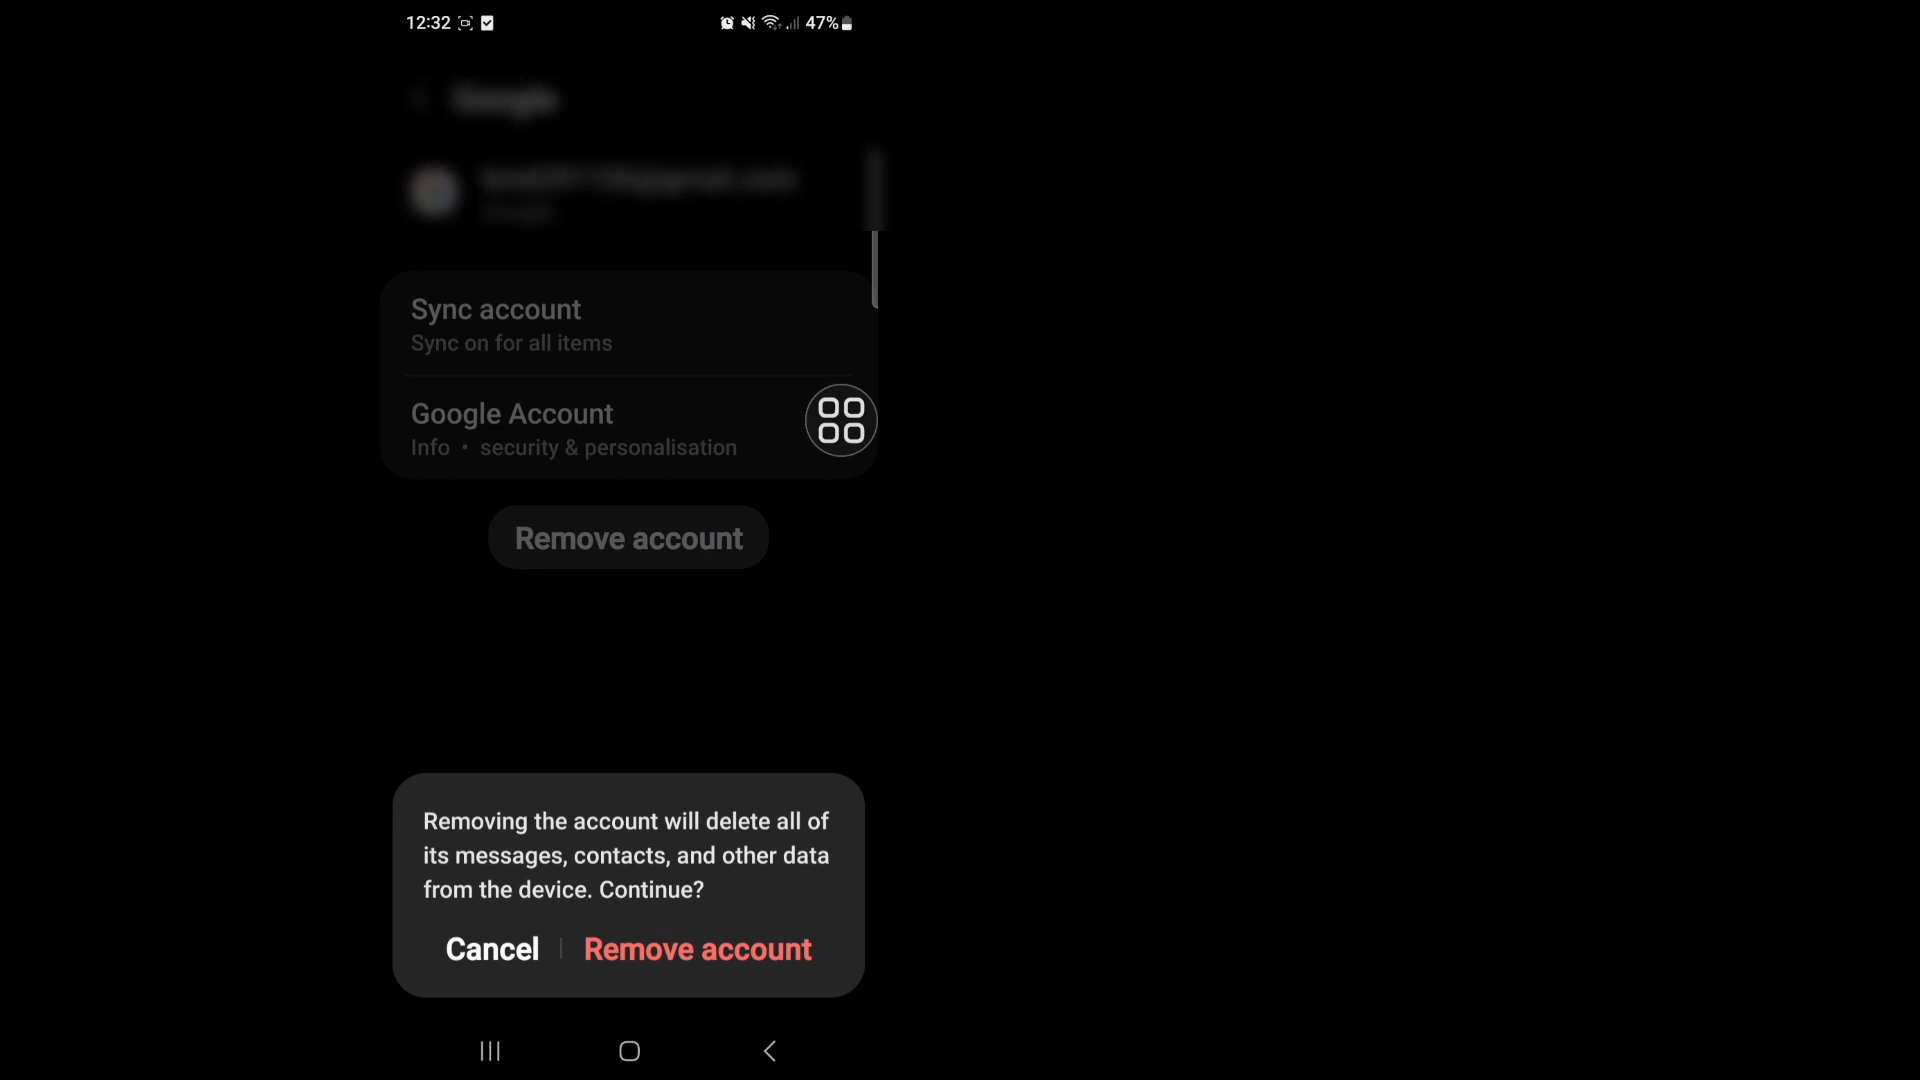 12:32 47%
Google
Sync account
Sync on for all items
Google Account
Info • security & personalisation
Remove account
Removing the account will delete all of
its messages, contacts, and other data
from the device. Continue?
Cancel | Remove account